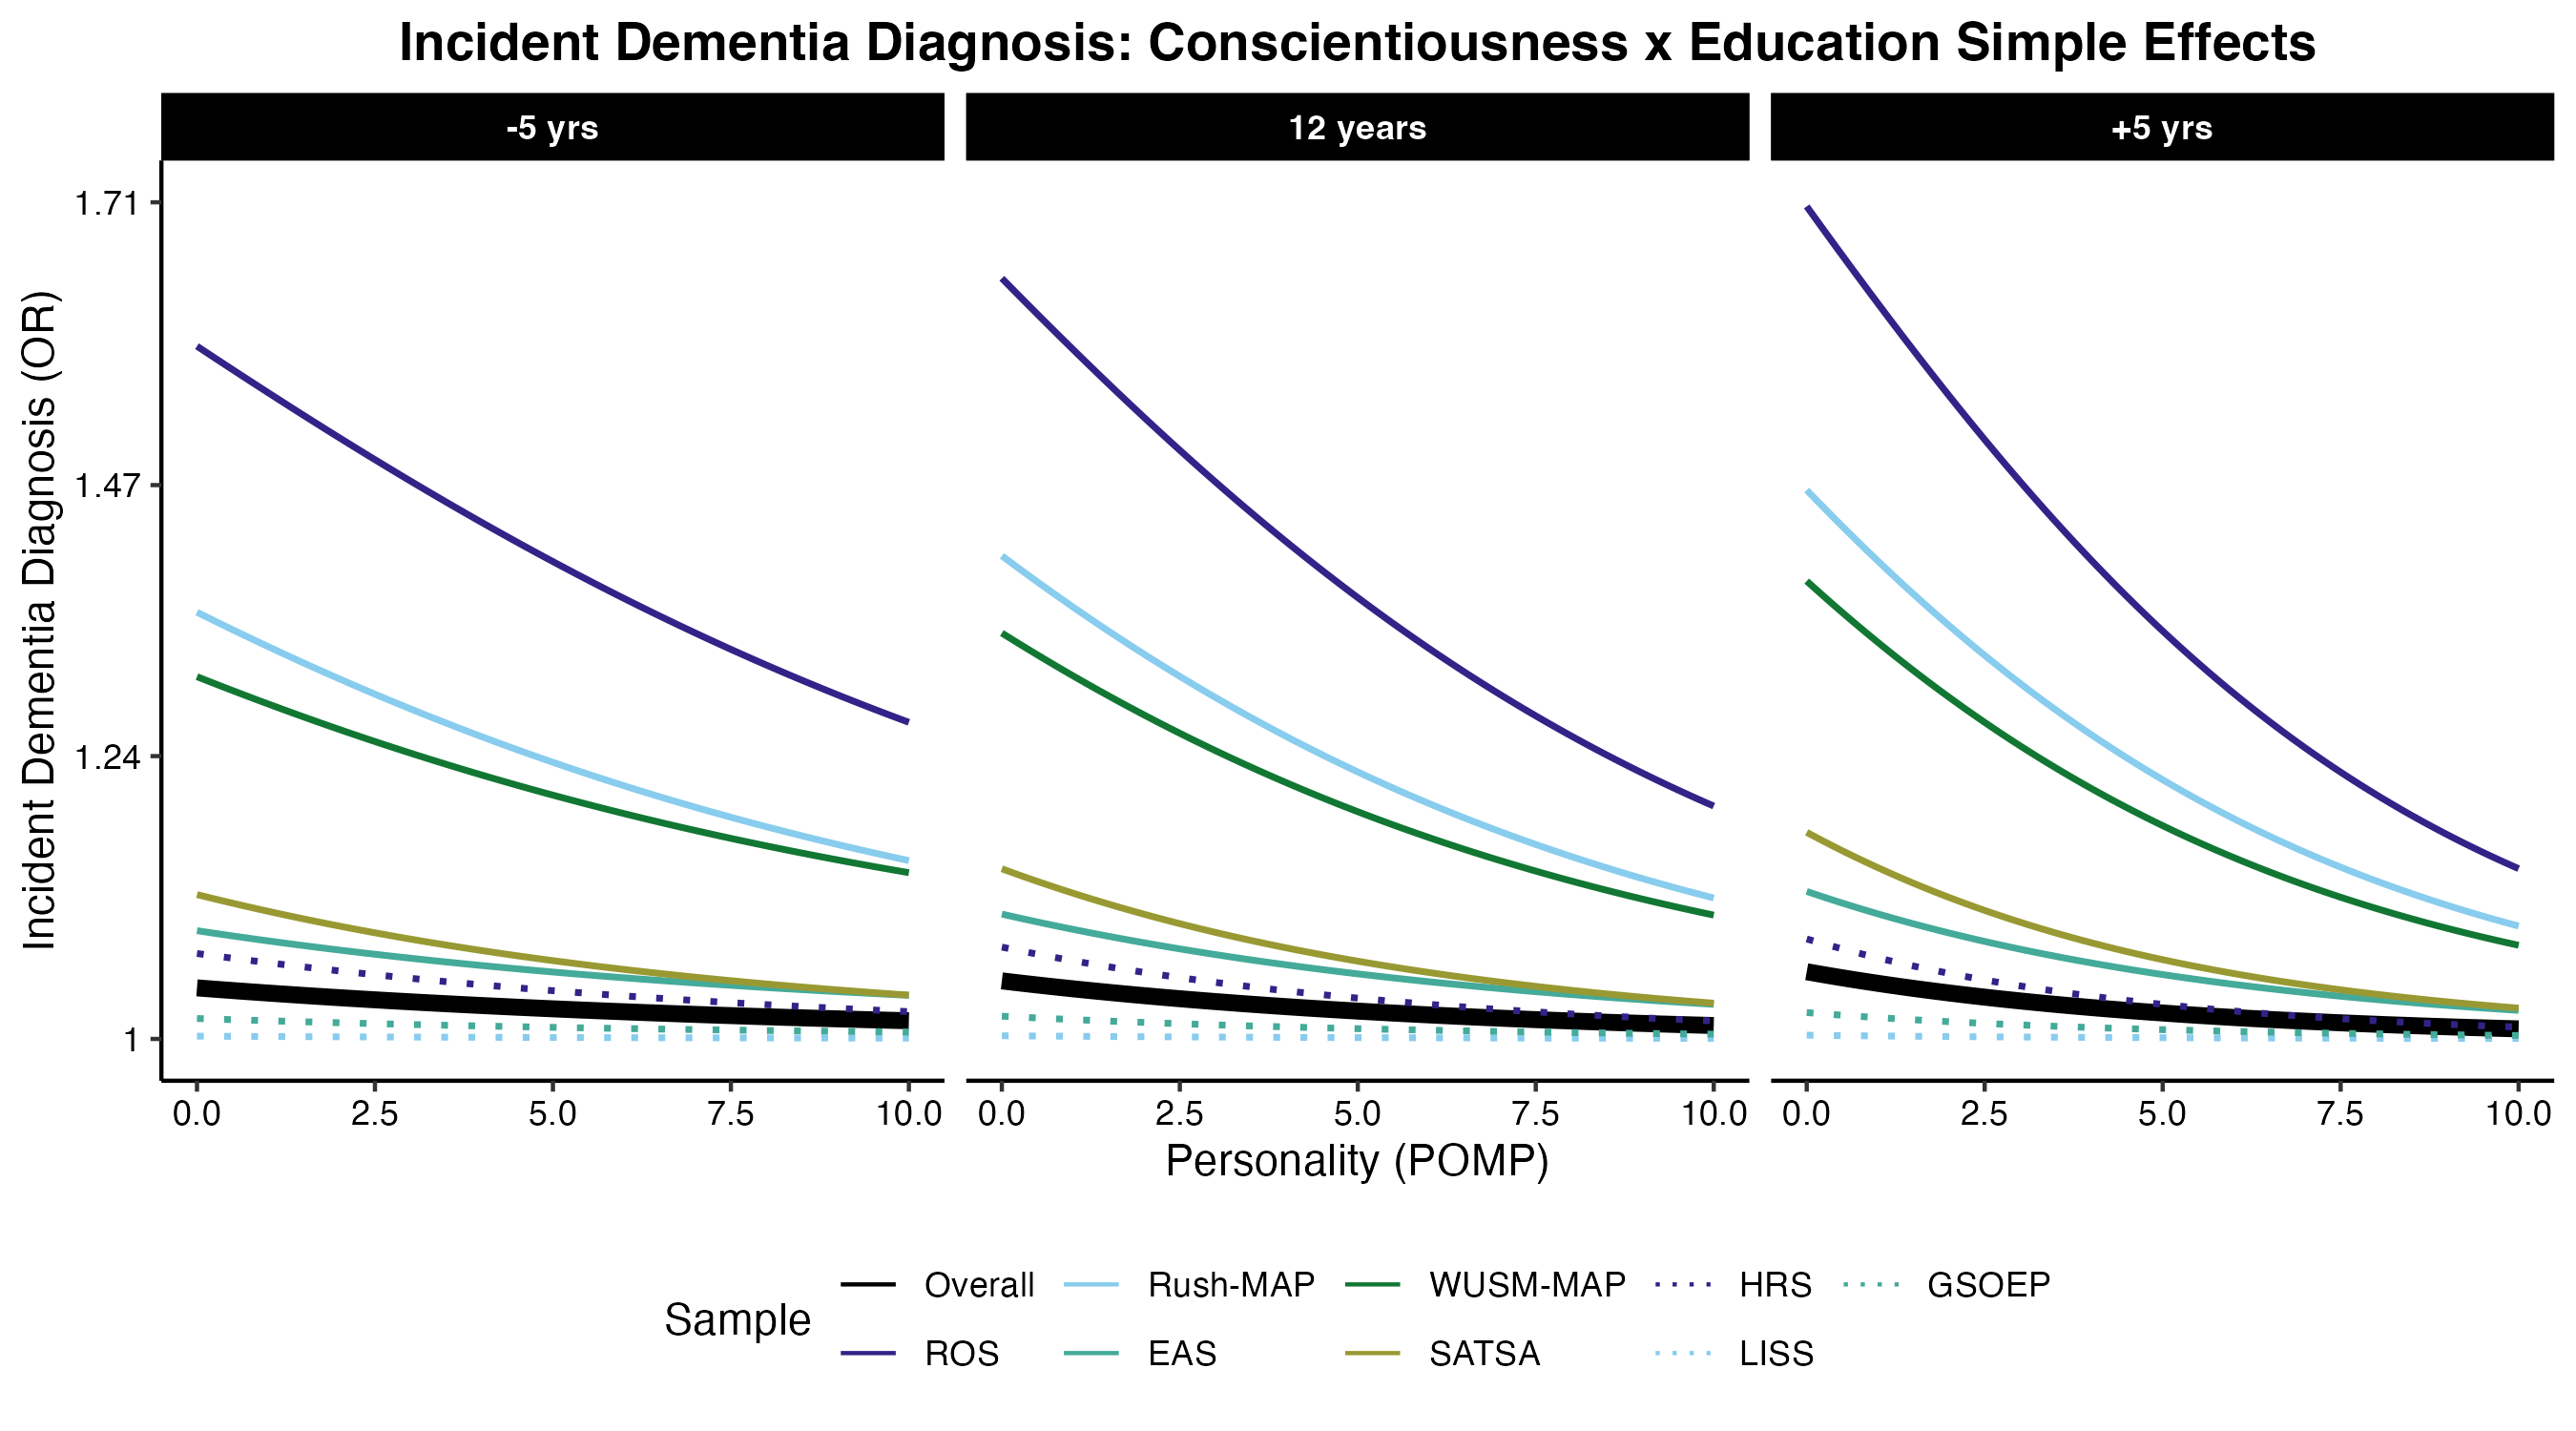 Incident Dementia Diagnosis: Conscientiousness x Education Simple Effects
-5 yrs 12 years +5 yrs
Incident Dementia Diagnosis (OR)
1.71
1.47
1.24
1
0.0 2.5 5.0 7.5 10.0 0.0 2.5 5.0 7.5 10.0 0.0 2.5 5.0 7.5 10.0
Personality (POMP)
Sample
Overall Rush-MAP WUSM-MAP HRS GSOEP
ROS EAS SATSA LISS